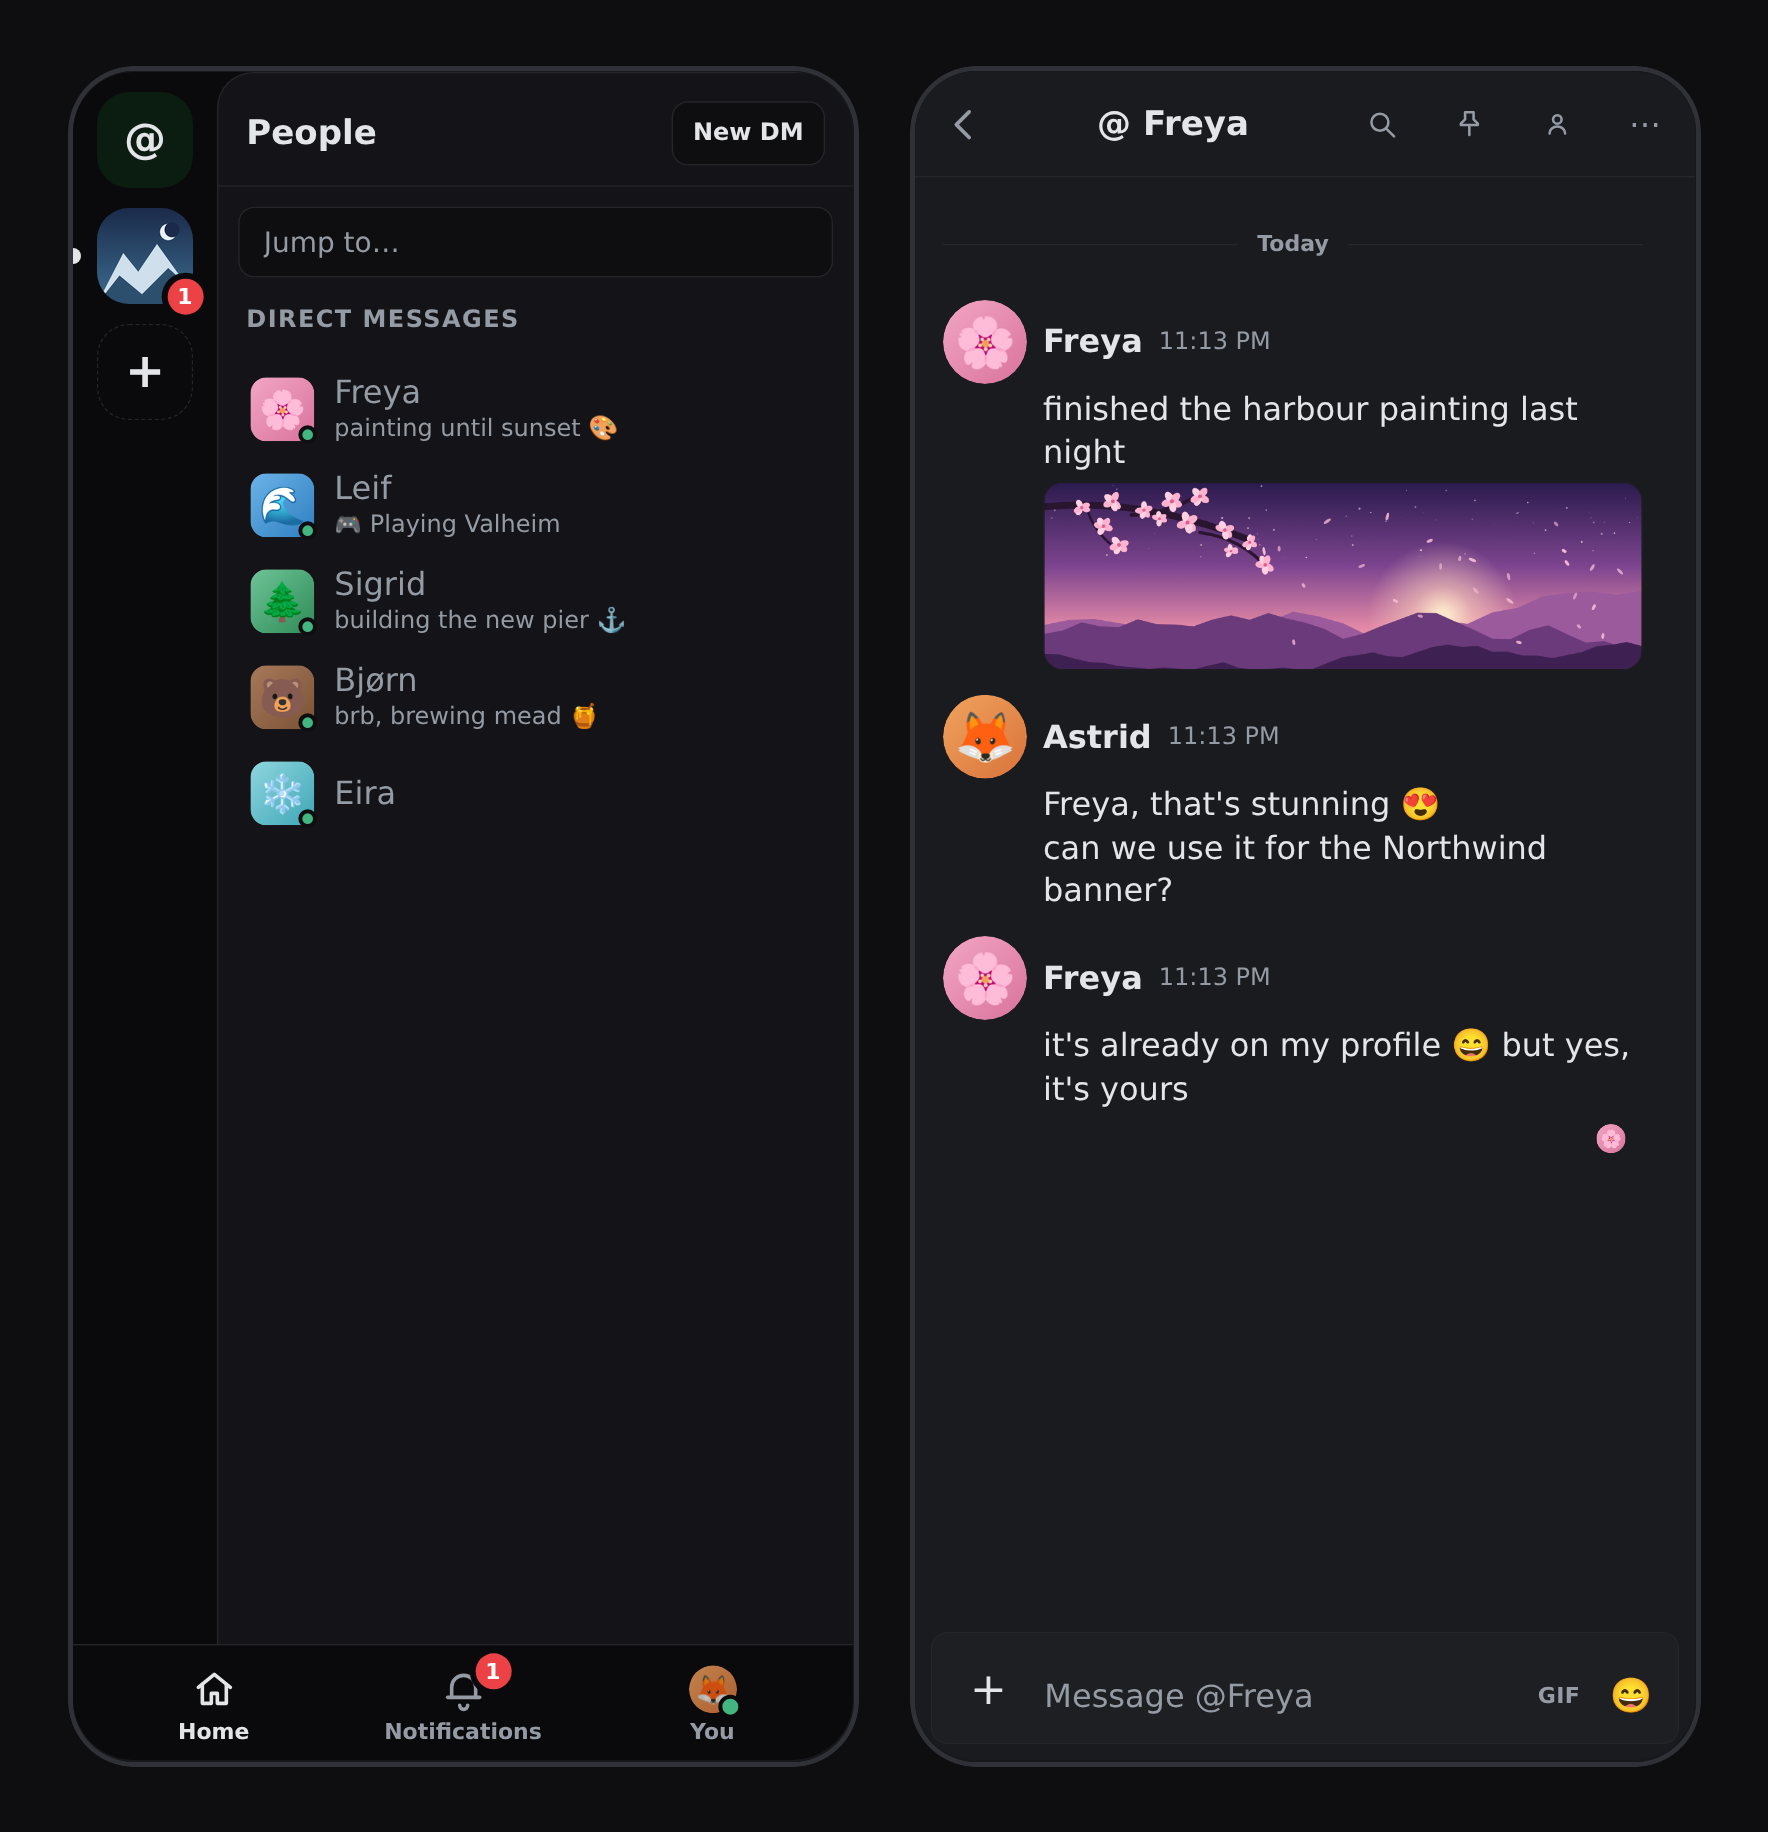 @
1
+
People
New DM
Jump to...
DIRECT MESSAGES
Freya
painting until sunset 🎨
Leif
🎮 Playing Valheim
Sigrid
building the new pier ⚓
Bjørn
brb, brewing mead 🍯
Eira
1
Home
Notifications
You
@ Freya
Today
Freya 11:13 PM
finished the harbour painting last
night
Astrid 11:13 PM
Freya, that's stunning 😍
can we use it for the Northwind
banner?
Freya 11:13 PM
it's already on my profile 😄 but yes,
it's yours
+ Message @Freya GIF 😄